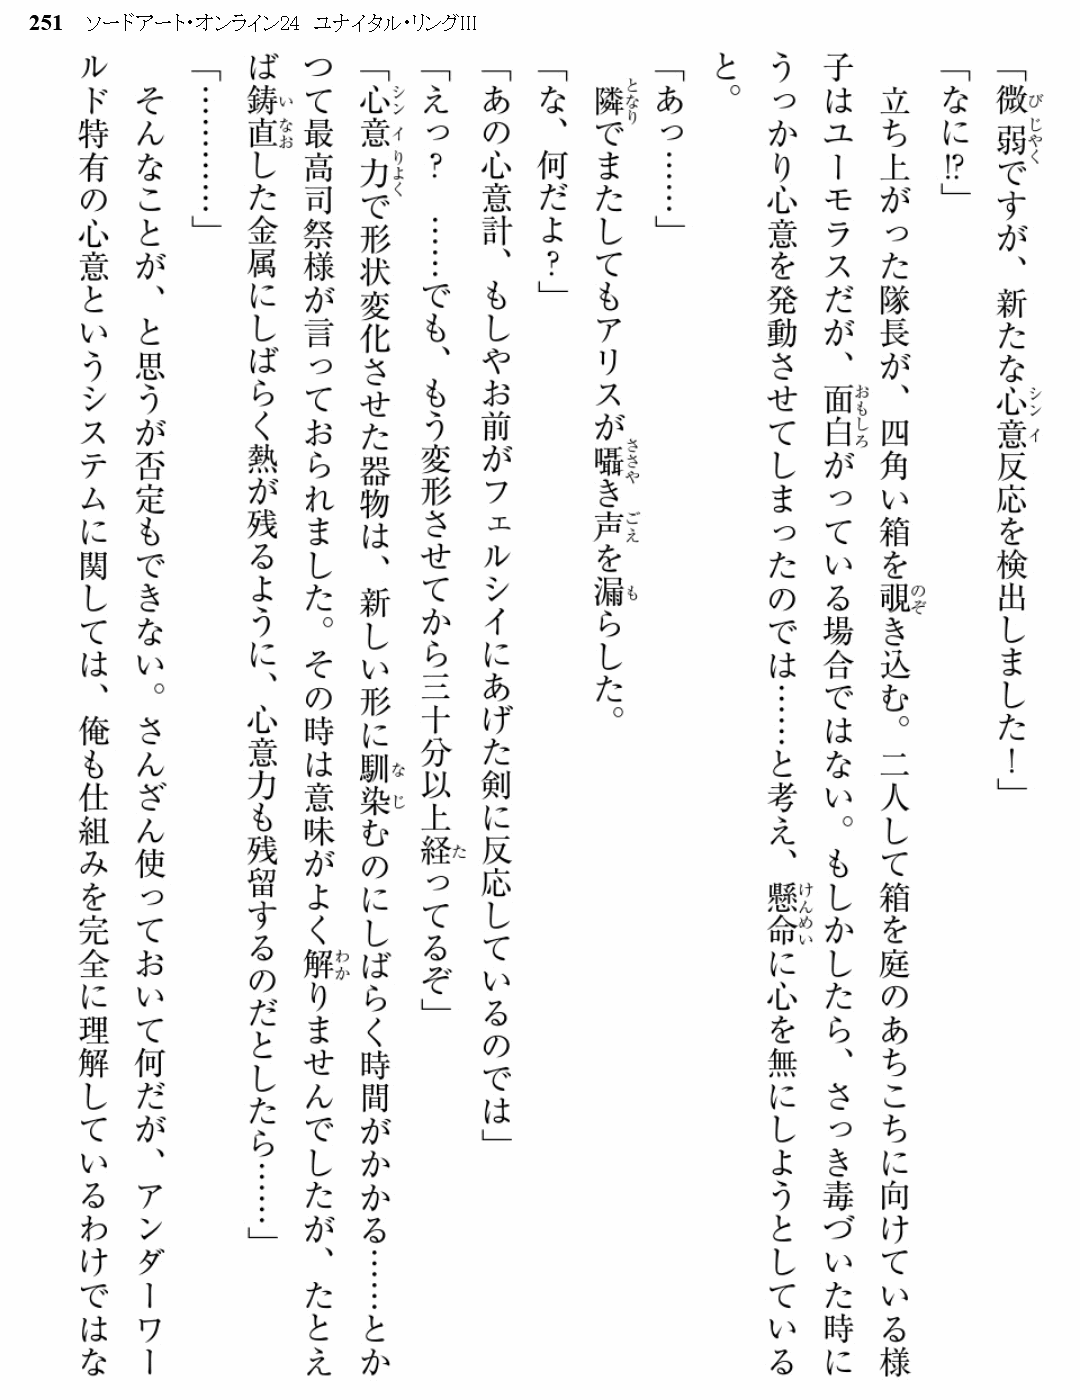 251 ソードアート・オンライン24 ユナイタル・リングIII
「微弱ですが、新たな心意反応を検出しました！」
「なに!?」
　立ち上がった隊長が、四角い箱を覗き込む。二人して箱を庭のあちこちに向けている様
子はユーモラスだが、面白がっている場合ではない。もしかしたら、さっき毒づいた時に
うっかり心意を発動させてしまったのでは……と考え、懸命に心を無にしようとしている
と。
「あっ……」
　隣でまたしてもアリスが囁き声を漏らした。
「な、何だよ？」
「あの心意計、もしやお前がフェルシイにあげた剣に反応しているのでは」
「えっ？　……でも、もう変形させてから三十分以上経ってるぞ」
「心意力で形状変化させた器物は、新しい形に馴染むのにしばらく時間がかかる……とか
つて最高司祭様が言っておられました。その時は意味がよく解りませんでしたが、たとえ
ば鋳直した金属にしばらく熱が残るように、心意力も残留するのだとしたら……」
「…………」
　そんなことが、と思うが否定もできない。さんざん使っておいて何だが、アンダーワー
ルド特有の心意というシステムに関しては、俺も仕組みを完全に理解しているわけではな